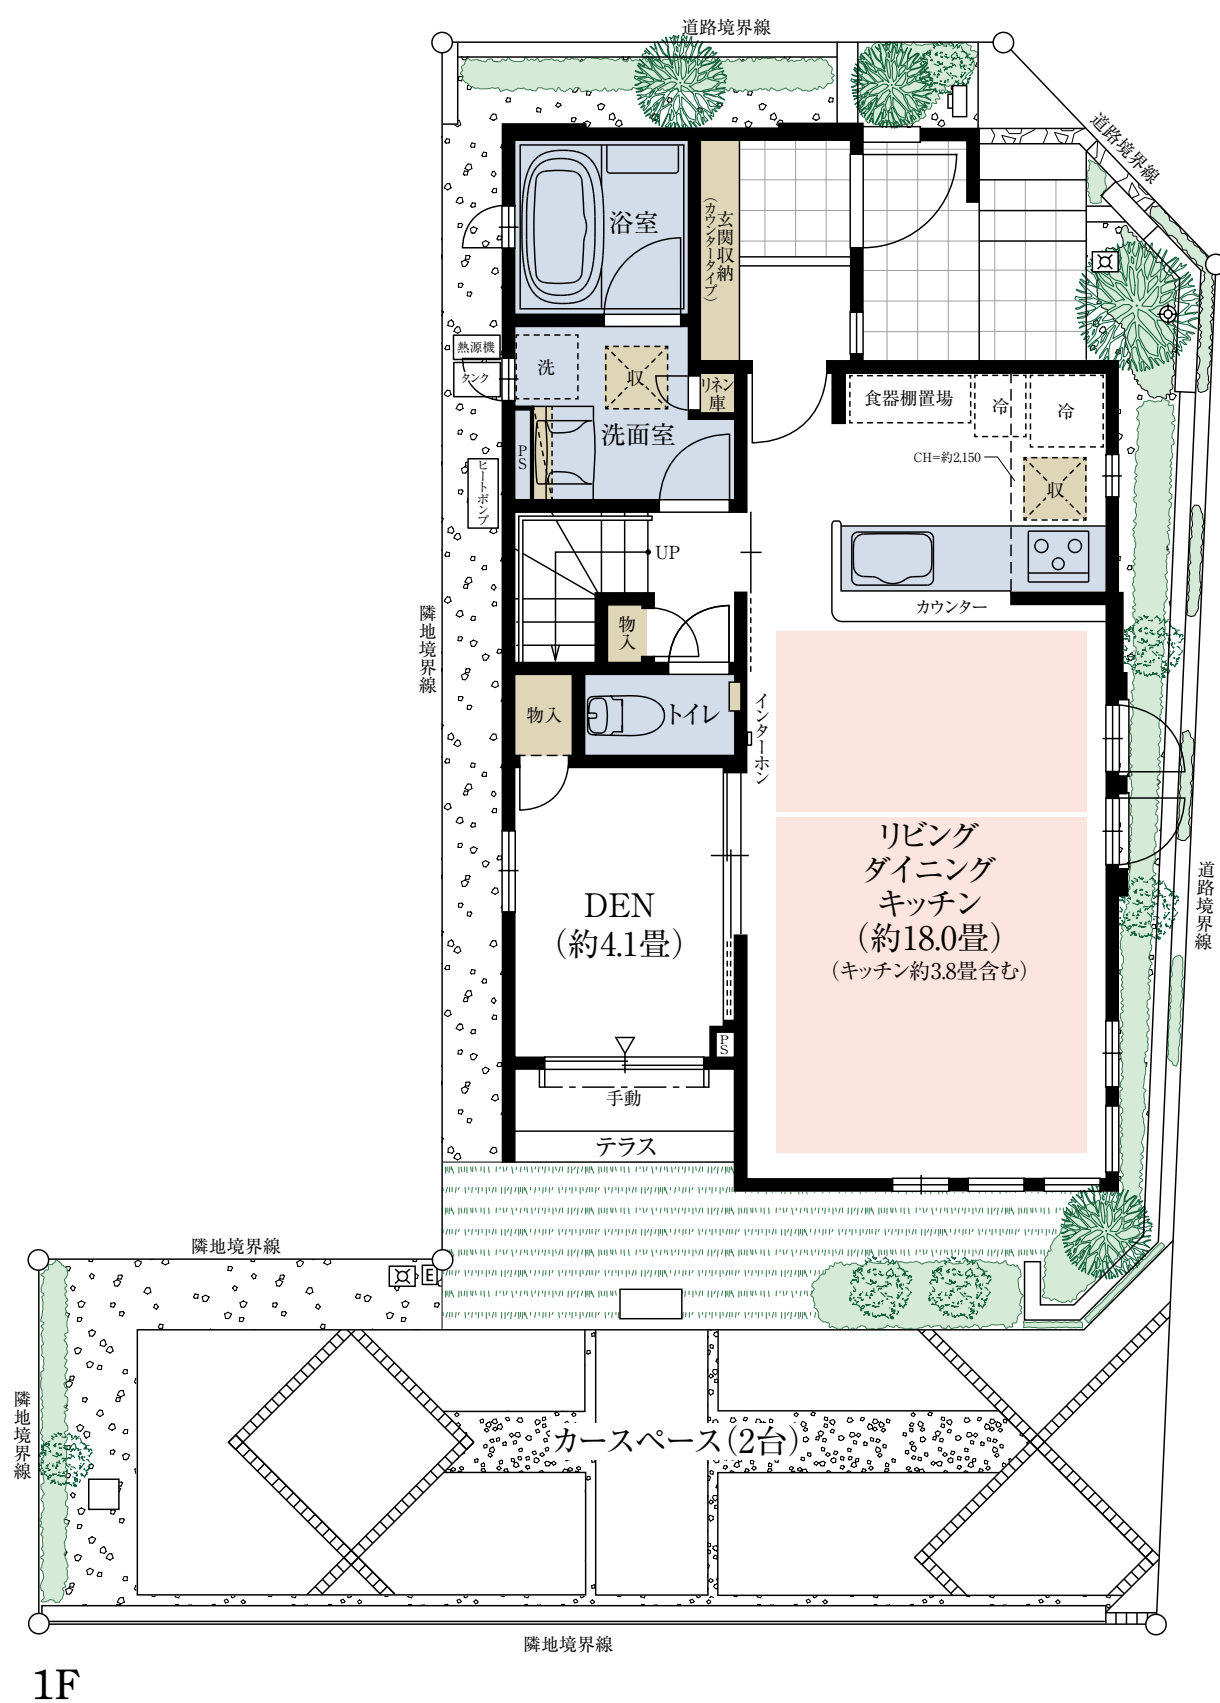 道路境界線
道路境界線
浴室
玄関収納
(カウンタータイプ)
熱源機
タンク
洗
収
リネン
庫
食器棚置場
冷
冷
洗面室
PS
CH=約2,150
収
ヒートポンプ
UP
カウンター
物入
隣地境界線
物入
トイレ
インターホン
リビング
ダイニング
キッチン
(約18.0畳)
(キッチン約3.8畳含む)
道路境界線
DEN
(約4.1畳)
PS
手動
テラス
隣地境界線
E
隣地境界線
カースペース(2台)
隣地境界線
1F